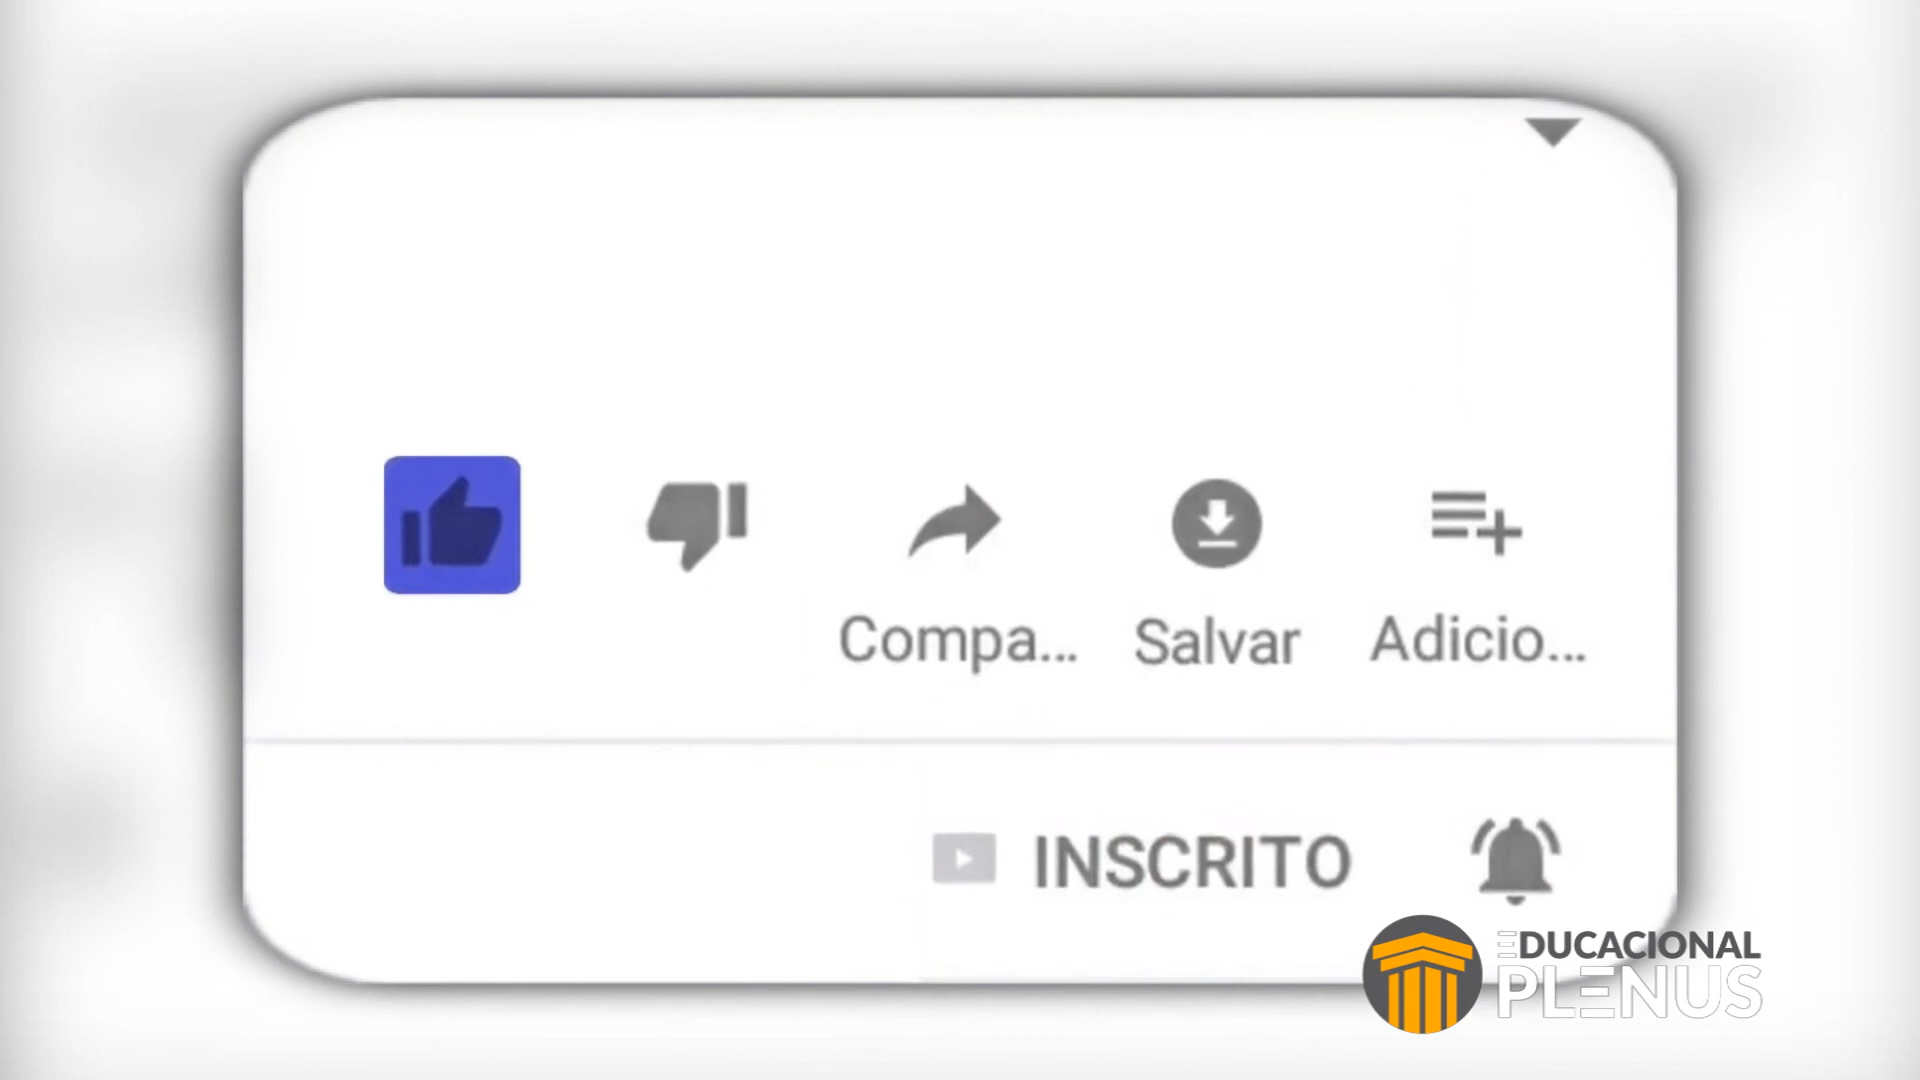 Compa...
Salvar
Adicio...
INSCRITO
EDUCACIONAL
PLENUS